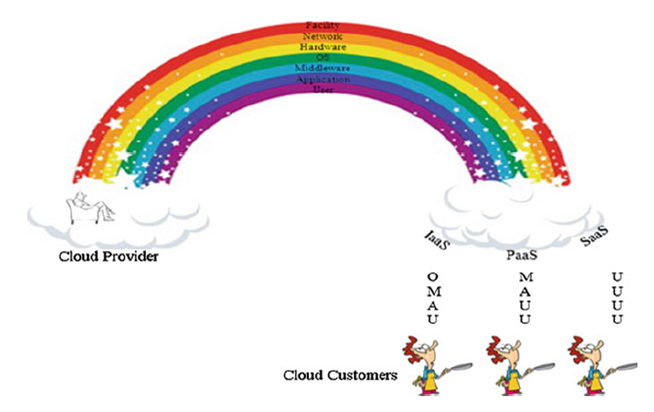 Facility
Network
Hardware
OS
Middleware
Application
User
Cloud Provider
IaaS
PaaS
SaaS
O M U
M A U
A U U
U U U
Cloud Customers